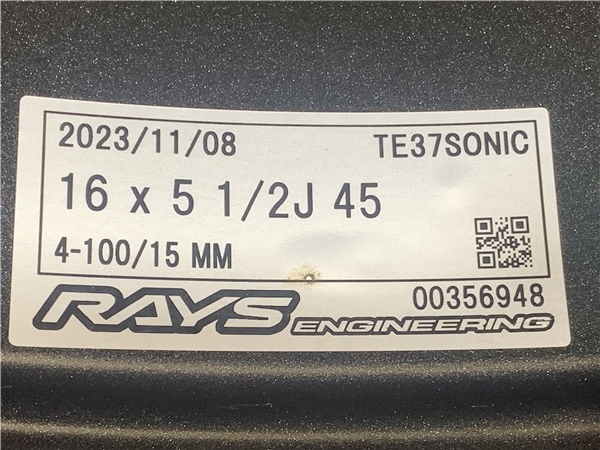 2023/11/08 TE37SONIC
16 x 5 1/2J 45
4-100/15 MM
RAYS ENGINEERING 00356948